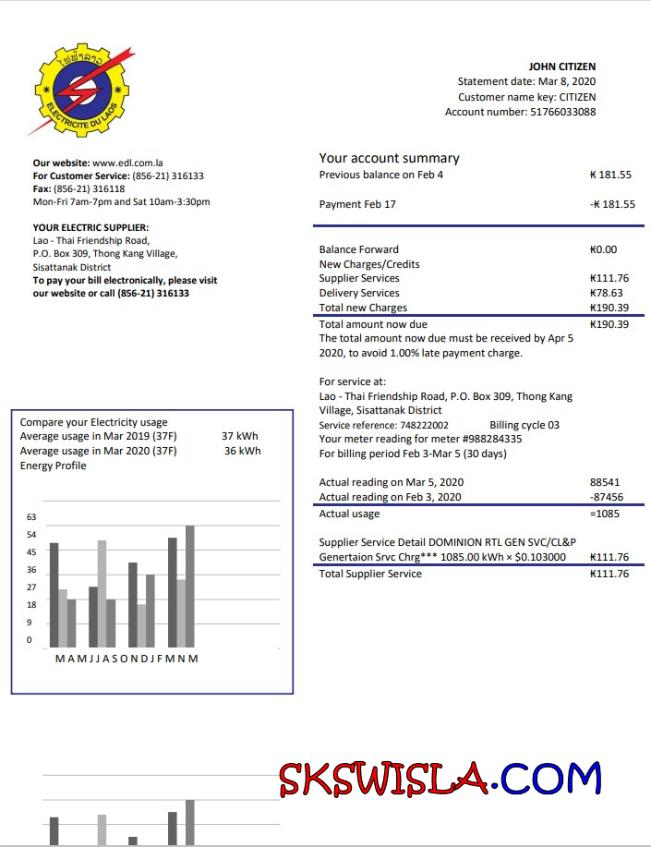 ໄຟຟ້າລາວ
ELECTRICITE DU LAOS
JOHN CITIZEN
Statement date: Mar 8, 2020
Customer name key: CITIZEN
Account number: 51766033088
Our website: www.edl.com.la
For Customer Service: (856-21) 316133
Fax: (856-21) 316118
Mon-Fri 7am-7pm and Sat 10am-3:30pm
YOUR ELECTRIC SUPPLIER:
Lao - Thai Friendship Road,
P.O. Box 309, Thong Kang Village,
Sisattanak District
To pay your bill electronically, please visit
our website or call (856-21) 316133
Your account summary
Previous balance on Feb 4 ₭ 181.55
Payment Feb 17 -₭ 181.55
Balance Forward ₭0.00
New Charges/Credits
Supplier Services ₭111.76
Delivery Services ₭78.63
Total new Charges ₭190.39
Total amount now due ₭190.39
The total amount now due must be received by Apr 5
2020, to avoid 1.00% late payment charge.
For service at:
Lao - Thai Friendship Road, P.O. Box 309, Thong Kang
Village, Sisattanak District
Service reference: 748222002 Billing cycle 03
Your meter reading for meter #988284335
For billing period Feb 3-Mar 5 (30 days)
Actual reading on Mar 5, 2020 88541
Actual reading on Feb 3, 2020 -87456
Actual usage =1085
Supplier Service Detail DOMINION RTL GEN SVC/CL&P
Genertaion Srvc Chrg*** 1085.00 kWh × $0.103000 ₭111.76
Total Supplier Service ₭111.76
Compare your Electricity usage
Average usage in Mar 2019 (37F) 37 kWh
Average usage in Mar 2020 (37F) 36 kWh
Energy Profile
63
54
45
36
27
18
9
0
M A M J J A S O N D J F M N M
SKSWISLA.COM